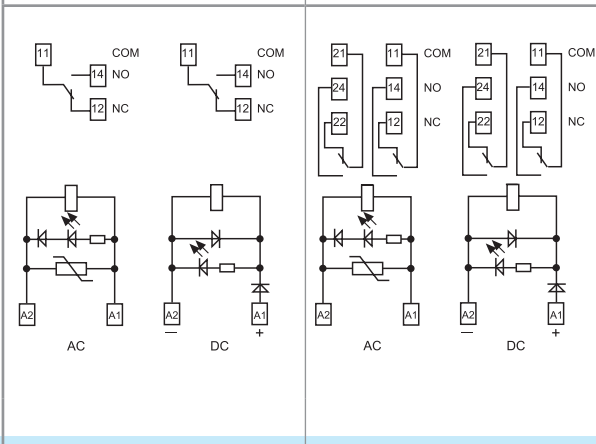 11 COM 11 COM
14 NO 14 NO
12 NC 12 NC
A2 A1 A2 A1
− +
AC DC
21 11 COM 21 11 COM
24 14 NO 24 14 NO
22 12 NC 22 12 NC
A2 A1 A2 A1
− +
AC DC